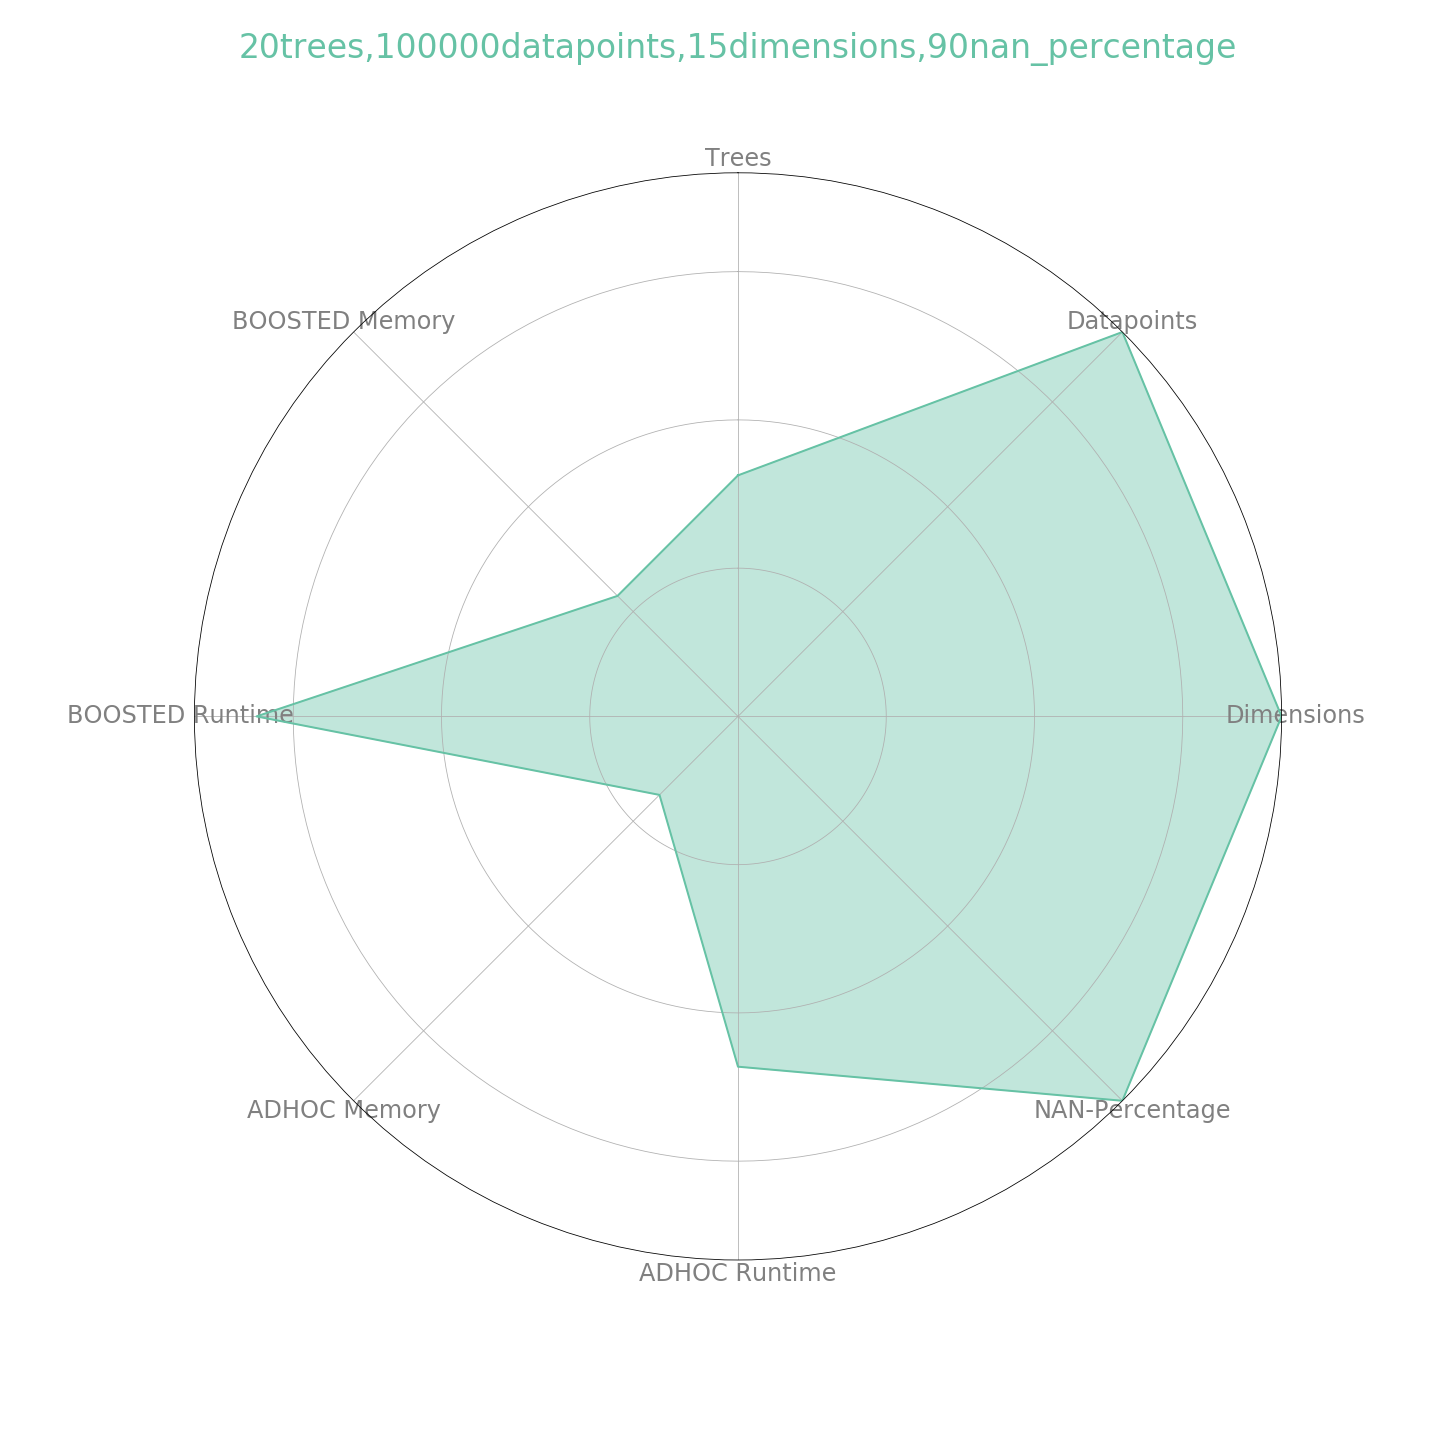 20trees,100000datapoints,15dimensions,90nan_percentage
Trees
BOOSTED Memory
Datapoints
BOOSTED Runtime
Dimensions
ADHOC Memory
NAN-Percentage
ADHOC Runtime